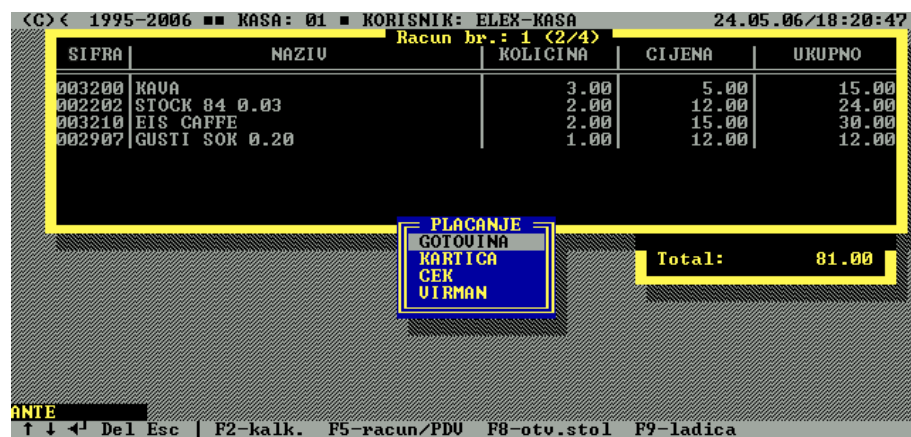 (C)< 1995-2006 ■■ KASA: 01 ■ KORISNIK: ELEX-KASA 24.05.06/18:20:47
Racun br.: 1 (2/4)
SIFRA NAZIV KOLICINA CIJENA UKUPNO
003200 KAVA 3.00 5.00 15.00
002202 STOCK 84 0.03 2.00 12.00 24.00
003210 EIS CAFFE 2.00 15.00 30.00
002907 GUSTI SOK 0.20 1.00 12.00 12.00
PLACANJE
GOTOVINA
KARTICA
CEK
VIRMAN
Total: 81.00
ANTE
↑ ↓ ↵ Del Esc | F2-kalk. F5-racun/PDV F8-otv.stol F9-ladica